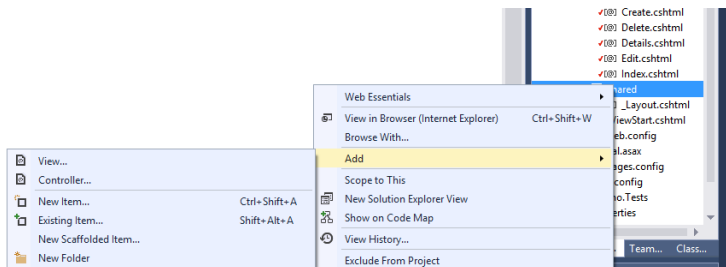 Create.cshtml
Delete.cshtml
Details.cshtml
Edit.cshtml
Index.cshtml
ared
_Layout.cshtml
iewStart.cshtml
eb.config
al.asax
ages.config
config
no.Tests
erties
Team... Class...
Web Essentials
View in Browser (Internet Explorer) Ctrl+Shift+W
Browse With...
Add
Scope to This
New Solution Explorer View
Show on Code Map
View History...
Exclude From Project
View...
Controller...
New Item... Ctrl+Shift+A
Existing Item... Shift+Alt+A
New Scaffolded Item...
New Folder